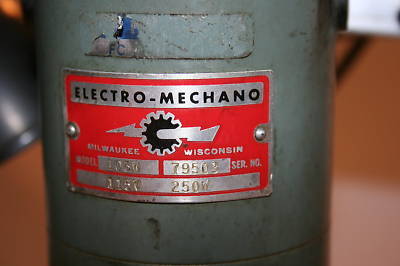 ELECTRO-MECHANO
MILWAUKEE WISCONSIN
MODEL 79502 SER. NO.
115V 250W